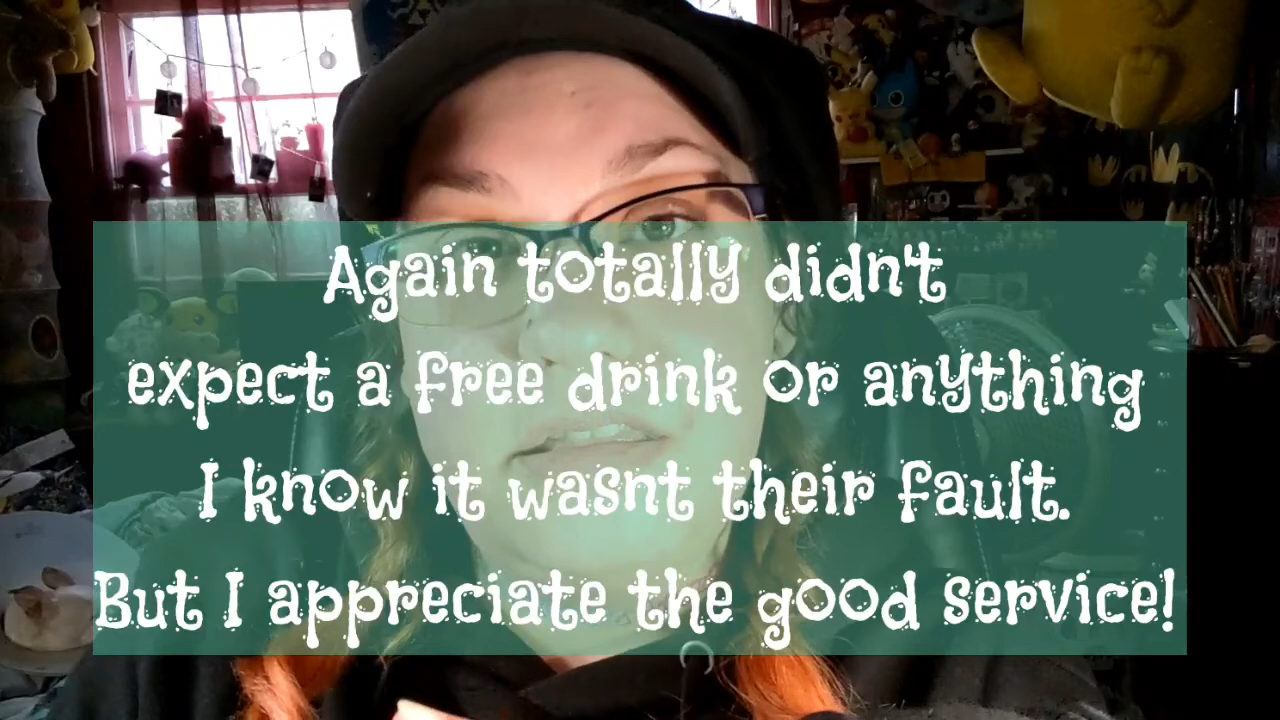 Again totally didn't
expect a free drink or anything
I know it wasnt their fault.
But I appreciate the good service!